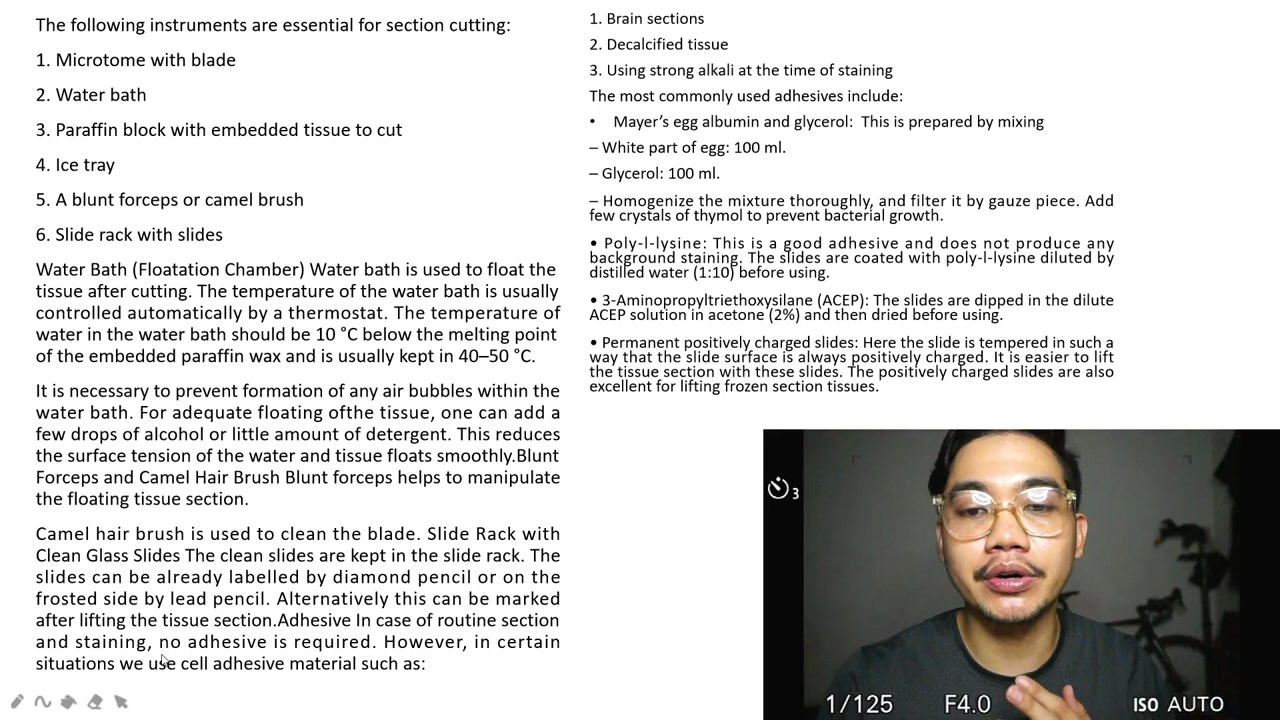 The following instruments are essential for section cutting:
1. Microtome with blade
2. Water bath
3. Paraffin block with embedded tissue to cut
4. Ice tray
5. A blunt forceps or camel brush
6. Slide rack with slides
Water Bath (Floatation Chamber) Water bath is used to float the
tissue after cutting. The temperature of the water bath is usually
controlled automatically by a thermostat. The temperature of
water in the water bath should be 10 °C below the melting point
of the embedded paraffin wax and is usually kept in 40–50 °C.
It is necessary to prevent formation of any air bubbles within the
water bath. For adequate floating ofthe tissue, one can add a
few drops of alcohol or little amount of detergent. This reduces
the surface tension of the water and tissue floats smoothly.Blunt
Forceps and Camel Hair Brush Blunt forceps helps to manipulate
the floating tissue section.
Camel hair brush is used to clean the blade. Slide Rack with
Clean Glass Slides The clean slides are kept in the slide rack. The
slides can be already labelled by diamond pencil or on the
frosted side by lead pencil. Alternatively this can be marked
after lifting the tissue section.Adhesive In case of routine section
and staining, no adhesive is required. However, in certain
situations we use cell adhesive material such as:
1. Brain sections
2. Decalcified tissue
3. Using strong alkali at the time of staining
The most commonly used adhesives include:
• Mayer’s egg albumin and glycerol: This is prepared by mixing
– White part of egg: 100 ml.
– Glycerol: 100 ml.
– Homogenize the mixture thoroughly, and filter it by gauze piece. Add
few crystals of thymol to prevent bacterial growth.
• Poly-l-lysine: This is a good adhesive and does not produce any
background staining. The slides are coated with poly-l-lysine diluted by
distilled water (1:10) before using.
• 3-Aminopropyltriethoxysilane (ACEP): The slides are dipped in the dilute
ACEP solution in acetone (2%) and then dried before using.
• Permanent positively charged slides: Here the slide is tempered in such a
way that the slide surface is always positively charged. It is easier to lift
the tissue section with these slides. The positively charged slides are also
excellent for lifting frozen section tissues.
3
1/125 F4.0 ISO AUTO